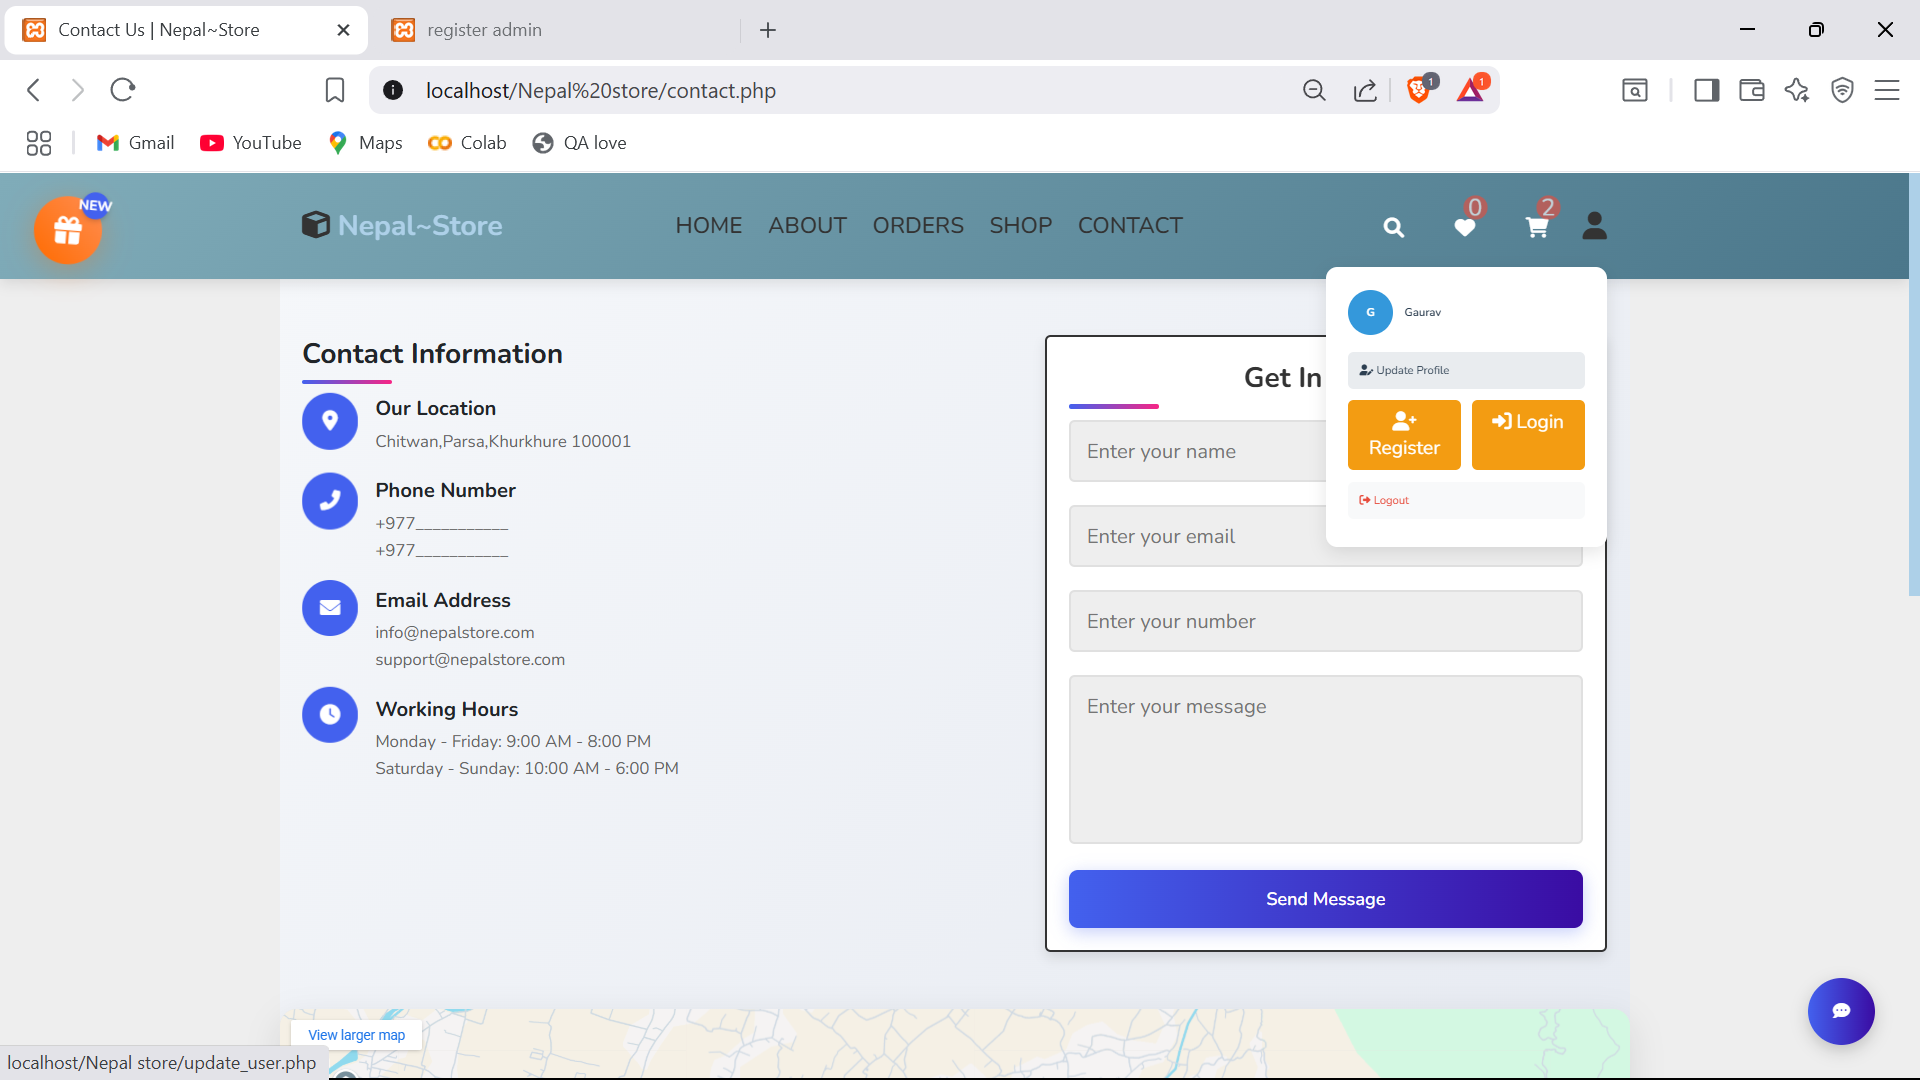 Contact Us | Nepal~Store
register admin
localhost/Nepal%20store/contact.php
1
1
Gmail
YouTube
Maps
Colab
QA love
NEW
Nepal~Store
HOME
ABOUT
ORDERS
SHOP
CONTACT
0
2
G
Gaurav
Update Profile
Register
Login
Logout
Contact Information
Our Location
Chitwan,Parsa,Khurkhure 100001
Phone Number
+977___________
+977___________
Email Address
info@nepalstore.com
support@nepalstore.com
Working Hours
Monday - Friday: 9:00 AM - 8:00 PM
Saturday - Sunday: 10:00 AM - 6:00 PM
Get In
Enter your name
Enter your email
Enter your number
Enter your message
Send Message
View larger map
localhost/Nepal store/update_user.php